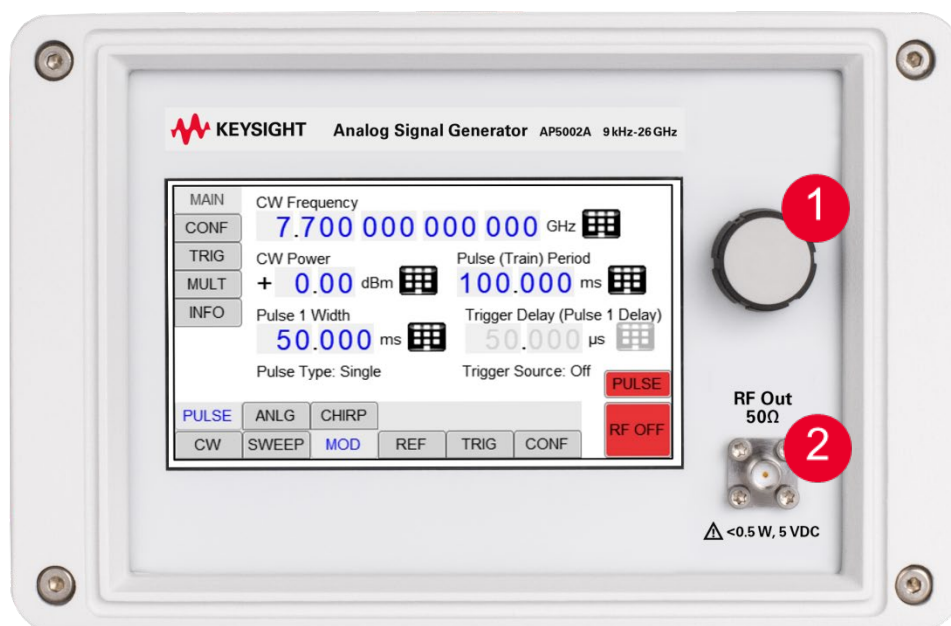 KEYSIGHT Analog Signal Generator AP5002A 9 kHz-26 GHz
MAIN
CONF
TRIG
MULT
INFO
CW Frequency
7.700 000 000 000 GHz
CW Power
Pulse (Train) Period
+ 0.00 dBm
100.000 ms
Pulse 1 Width
Trigger Delay (Pulse 1 Delay)
50.000 ms
50.000 µs
Pulse Type: Single
Trigger Source: Off
PULSE
RF OFF
PULSE ANLG CHIRP
CW SWEEP MOD REF TRIG CONF
1
RF Out
50Ω
2
<0.5 W, 5 VDC